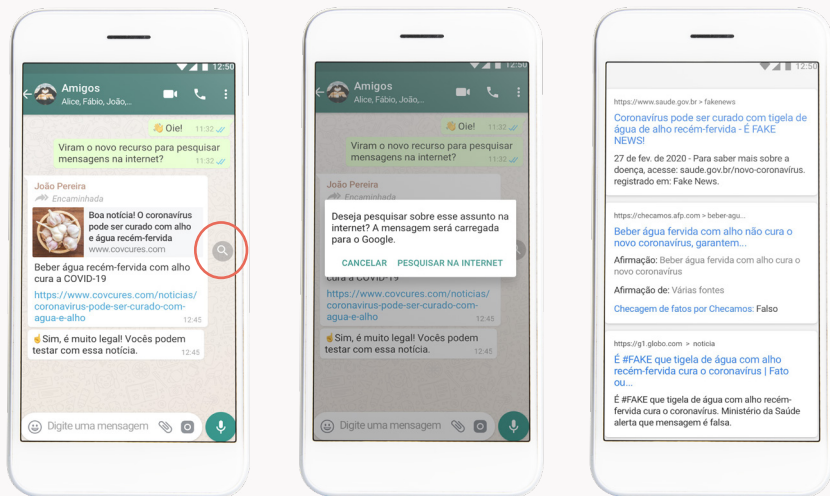 12:50
Amigos
Alice, Fábio, João,...
👋 Oie! 11:32
Viram o novo recurso para pesquisar
mensagens na internet? 11:32
João Pereira
Encaminhada
Boa notícia! O coronavírus
pode ser curado com alho
e água recém-fervida
www.covcures.com
Beber água recém-fervida com alho
cura a COVID-19
https://www.covcures.com/noticias/
coronavirus-pode-ser-curado-com-
agua-e-alho
12:45
☝Sim, é muito legal! Vocês podem
testar com essa notícia. 12:45
Digite uma mensagem
12:50
Amigos
Alice, Fábio, João,...
👋 Oie! 11:32
Viram o novo recurso para pesquisar
mensagens na internet? 11:32
João Pereira
Encaminhada
Deseja pesquisar sobre esse assunto na
internet? A mensagem será carregada
para o Google.
CANCELAR PESQUISAR NA INTERNET
cura a COVID-19
https://www.covcures.com/noticias/
coronavirus-pode-ser-curado-com-
agua-e-alho
12:45
☝Sim, é muito legal! Vocês podem
testar com essa notícia. 12:45
Digite uma mensagem
12:50
https://www.saude.gov.br > fakenews
Coronavírus pode ser curado com tigela de
água de alho recém-fervida - É FAKE
NEWS!
27 de fev. de 2020 - Para saber mais sobre a
doença, acesse: saude.gov.br/novo-coronavirus.
registrado em: Fake News.
https://checamos.afp.com > beber-agu...
Beber água fervida com alho não cura o
novo coronavírus, garantem...
Afirmação: Beber água fervida com alho cura o
novo coronavírus
Afirmação de: Várias fontes
Checagem de fatos por Checamos: Falso
https://g1.globo.com > noticia
É #FAKE que tigela de água com alho
recém-fervida cura o coronavírus | Fato
ou...
É #FAKE que tigela de água com alho recém-
fervida cura o coronavírus. Ministério da Saúde
alerta que mensagem é falsa.